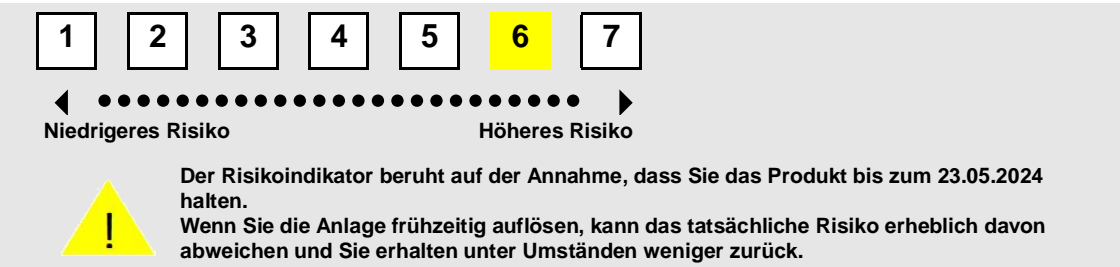 1 2 3 4 5 6 7
Niedrigeres Risiko Höheres Risiko
Der Risikoindikator beruht auf der Annahme, dass Sie das Produkt bis zum 23.05.2024
halten.
Wenn Sie die Anlage frühzeitig auflösen, kann das tatsächliche Risiko erheblich davon
abweichen und Sie erhalten unter Umständen weniger zurück.
!